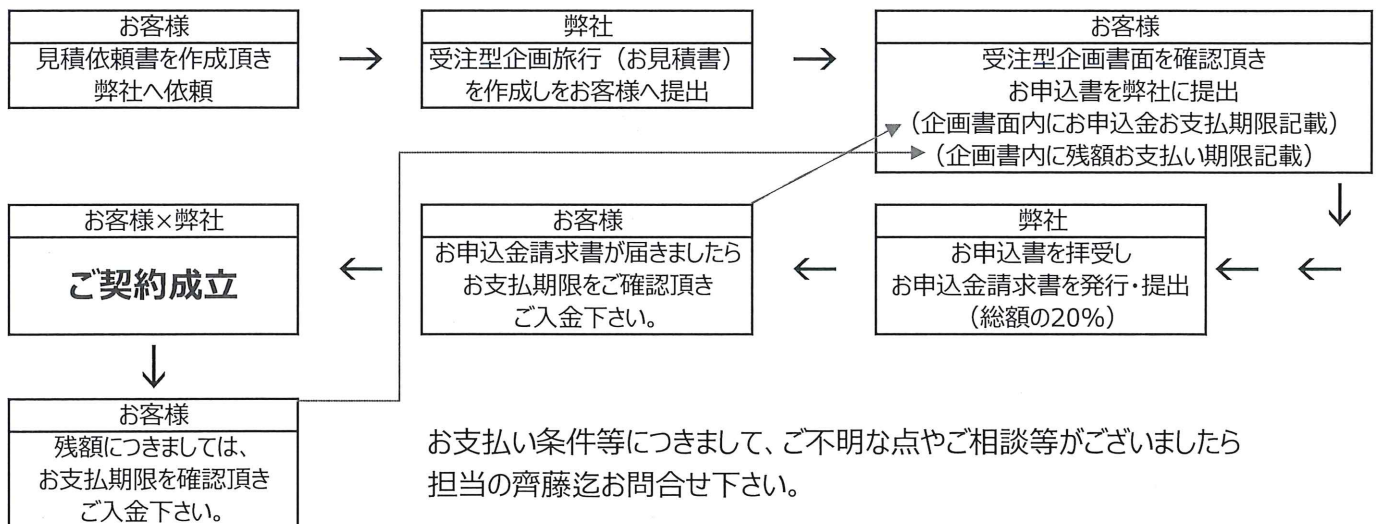 お客様
見積依頼書を作成頂き
弊社へ依頼
→
弊社
受注型企画旅行（お見積書）
を作成しをお客様へ提出
→
お客様
受注型企画書面を確認頂き
お申込書を弊社に提出
（企画書面内にお申込金お支払期限記載）
（企画書内に残額お支払い期限記載）
↓
弊社
お申込書を拝受し
お申込金請求書を発行・提出
（総額の20%）
← ←
お客様
お申込金請求書が届きましたら
お支払期限をご確認頂き
ご入金下さい。
←
お客様×弊社
ご契約成立
←
↓
お客様
残額につきましては、
お支払期限を確認頂き
ご入金下さい。
お支払い条件等につきまして、ご不明な点やご相談等がございましたら
担当の齊藤迄お問合せ下さい。